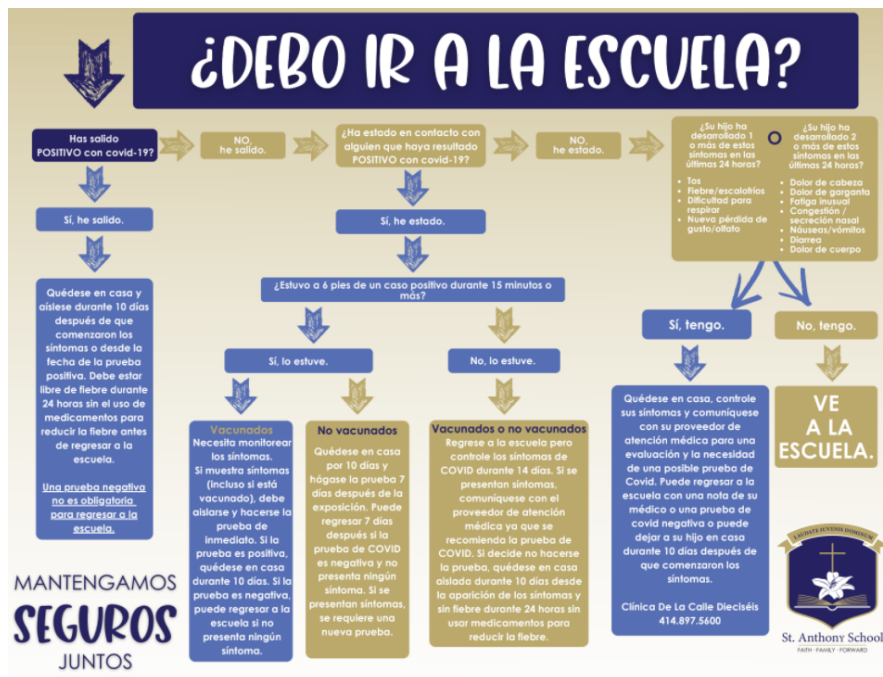 ¿DEBO IR A LA ESCUELA?
Has salido
POSITIVO con covid-19?
NO,
he salido.
¿Ha estado en contacto con
alguien que haya resultado
POSITIVO con covid-19?
NO,
he estado.
¿Su hijo ha
desarrollado 1
o más de estos
síntomas en las
últimas 24 horas?
• Tos
• Fiebre/escalofríos
• Dificultad para
respirar
• Nueva pérdida de
gusto/olfato
O
¿Su hijo ha
desarrollado 2
o más de estos
síntomas en las
últimas 24 horas?
• Dolor de cabeza
• Dolor de garganta
• Fatiga inusual
• Congestión /
secreción nasal
• Náuseas/vómitos
• Diarrea
• Dolor de cuerpo
Sí, he salido.
Sí, he estado.
Quédese en casa y
aíslese durante 10 días
después de que
comenzaron los
síntomas o desde la
fecha de la prueba
positiva. Debe estar
libre de fiebre durante
24 horas sin el uso de
medicamentos para
reducir la fiebre antes
de regresar a la
escuela.
Una prueba negativa
no es obligatoria
para regresar a la
escuela.
¿Estuvo a 6 pies de un caso positivo durante 15 minutos o
más?
Sí, lo estuve.
No, lo estuve.
Sí, tengo.
No, tengo.
Vacunados
Necesita monitorear
los síntomas.
Si muestra síntomas
(incluso si está
vacunado), debe
aislarse y hacerse la
prueba de
inmediato. Si la
prueba es positiva,
quédese en casa
durante 10 días. Si la
prueba es negativa,
puede regresar a la
escuela si no
presenta ningún
síntoma.
No vacunados
Quédese en casa
por 10 días y
hágase la prueba 7
días después de la
exposición. Puede
regresar 7 días
después si la
prueba de COVID
es negativa y no
presenta ningún
síntoma. Si se
presentan síntomas,
se requiere una
nueva prueba.
Vacunados o no vacunados
Regrese a la escuela pero
controle los síntomas de
COVID durante 14 días. Si se
presentan síntomas,
comuníquese con el
proveedor de atención
médica ya que se
recomienda la prueba de
COVID. Si decide no hacerse
la prueba, quédese en casa
aislada durante 10 días desde
la aparición de los síntomas y
sin fiebre durante 24 horas sin
usar medicamentos para
reducir la fiebre.
Quédese en casa, controle
sus síntomas y comuníquese
con su proveedor de
atención médica para una
evaluación y la necesidad
de una posible prueba de
Covid. Puede regresar a la
escuela con una nota de su
médico o una prueba de
covid negativa o puede
dejar a su hijo en casa
durante 10 días después de
que comenzaron los
síntomas.
Clínica De La Calle Dieciséis
414.897.5600
VE
A LA
ESCUELA.
MANTENGAMOS
SEGUROS
JUNTOS
LAUDATE JUVENES DOMINUM
St. Anthony School
FAITH · FAMILY · FORWARD